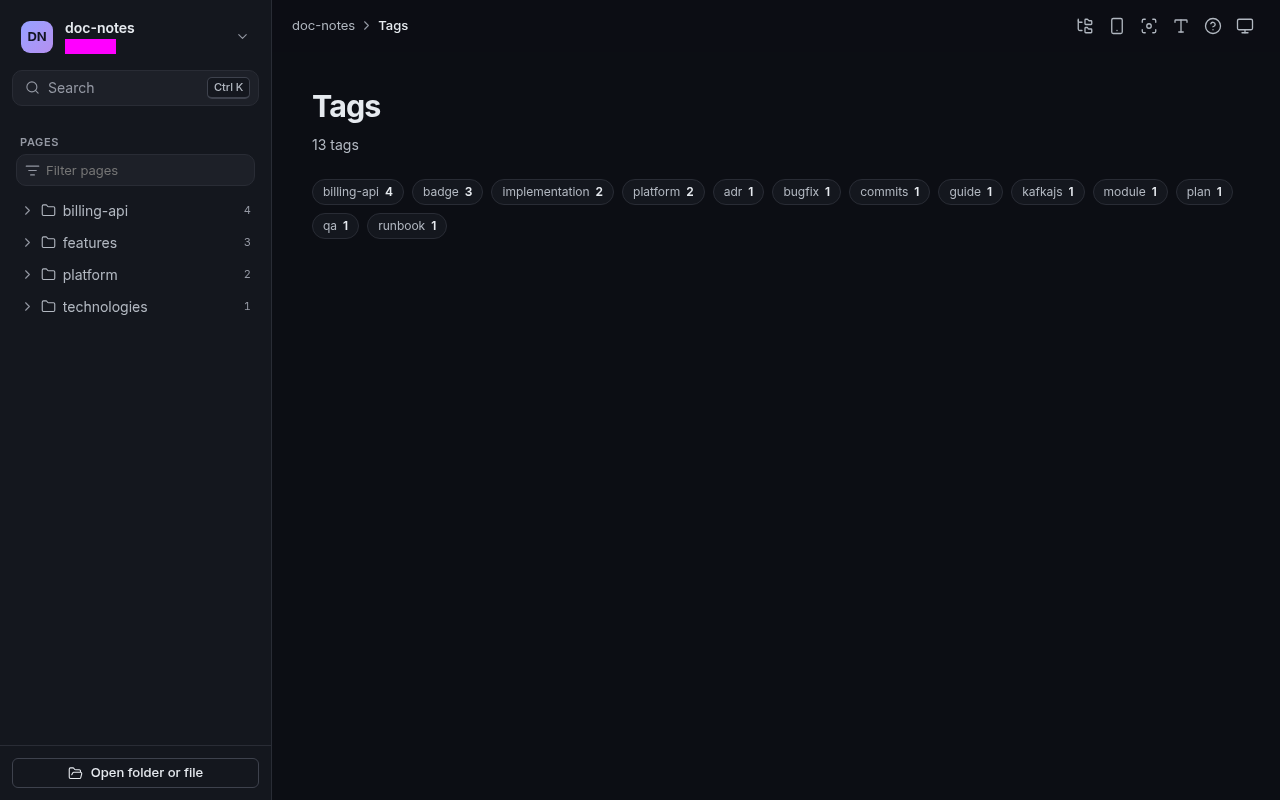 DN
doc-notes
Search
Ctrl K
PAGES
Filter pages
billing-api 4
features 3
platform 2
technologies 1
Open folder or file
doc-notes > Tags
Tags
13 tags
billing-api 4 badge 3 implementation 2 platform 2 adr 1 bugfix 1 commits 1 guide 1 kafkajs 1 module 1 plan 1
qa 1 runbook 1